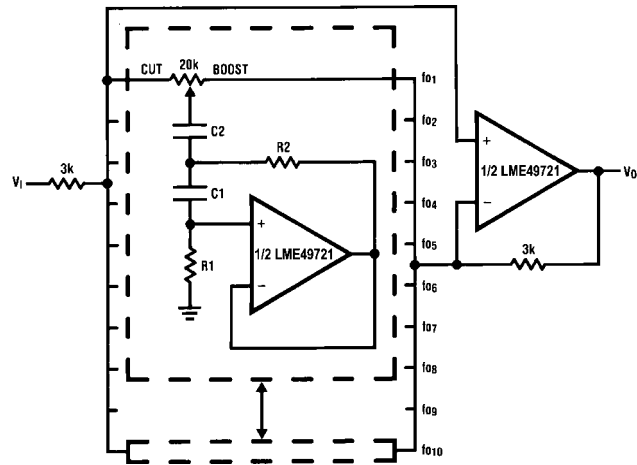 CUT 20k BOOST
fo1
C2
fo2
R2
fo3
+
3k
VI
1/2 LME49721
VO
C1
fo4
−
+
fo5
R1
1/2 LME49721
3k
−
fo6
fo7
fo8
fo9
fo10